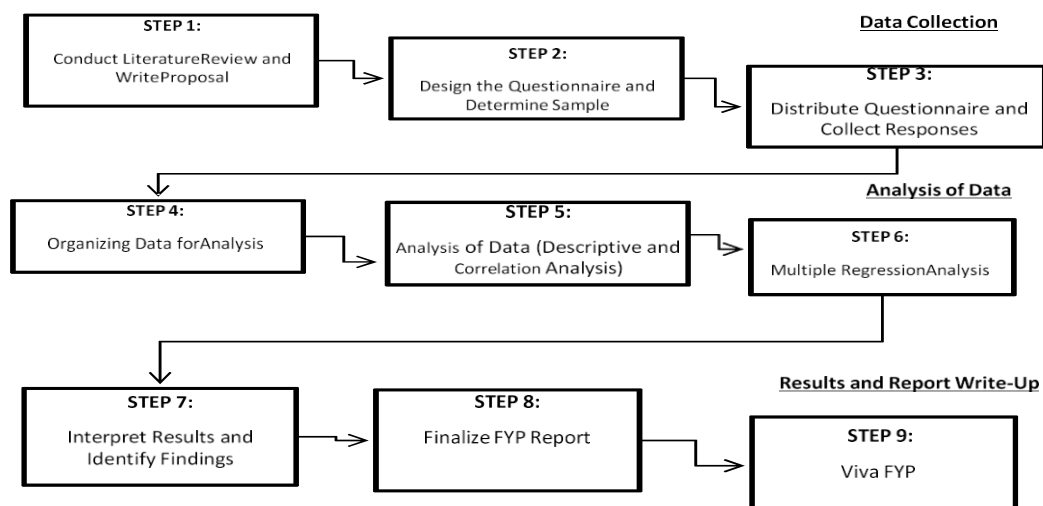 Data Collection
STEP 1:
Conduct LiteratureReview and
WriteProposal
STEP 2:
Design the Questionnaire and
Determine Sample
STEP 3:
Distribute Questionnaire and
Collect Responses
Analysis of Data
STEP 4:
Organizing Data forAnalysis
STEP 5:
Analysis of Data (Descriptive and
Correlation Analysis)
STEP 6:
Multiple RegressionAnalysis
Results and Report Write-Up
STEP 7:
Interpret Results and
Identify Findings
STEP 8:
Finalize FYP Report
STEP 9:
Viva FYP